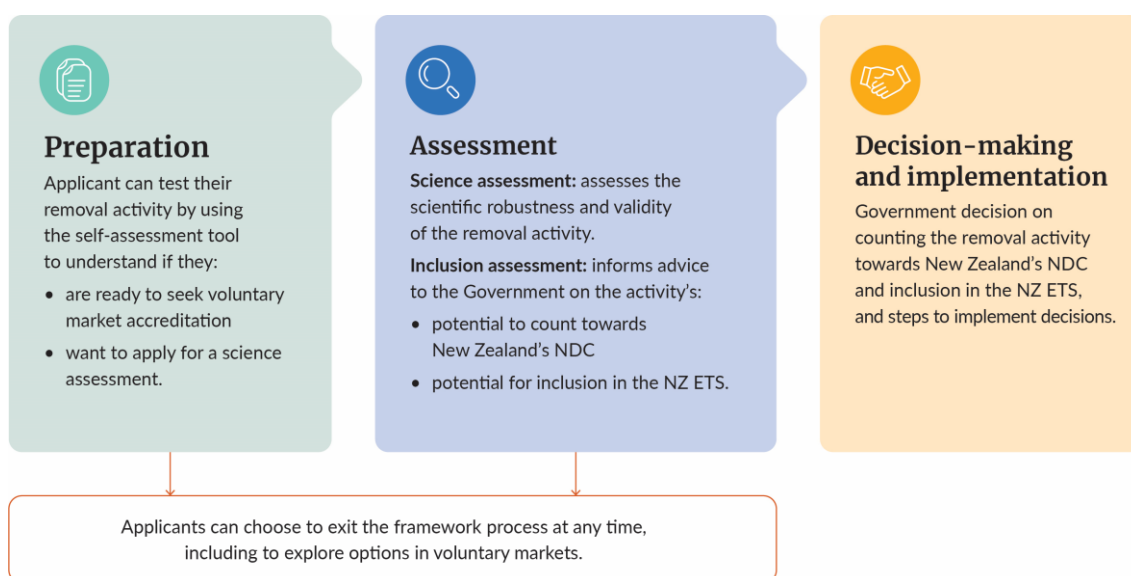 Preparation
Applicant can test their
removal activity by using
the self-assessment tool
to understand if they:
• are ready to seek voluntary
market accreditation
• want to apply for a science
assessment.
Assessment
Science assessment: assesses the
scientific robustness and validity
of the removal activity.
Inclusion assessment: informs advice
to the Government on the activity's:
• potential to count towards
New Zealand's NDC
• potential for inclusion in the NZ ETS.
Decision-making
and implementation
Government decision on
counting the removal activity
towards New Zealand's NDC
and inclusion in the NZ ETS,
and steps to implement decisions.
Applicants can choose to exit the framework process at any time,
including to explore options in voluntary markets.